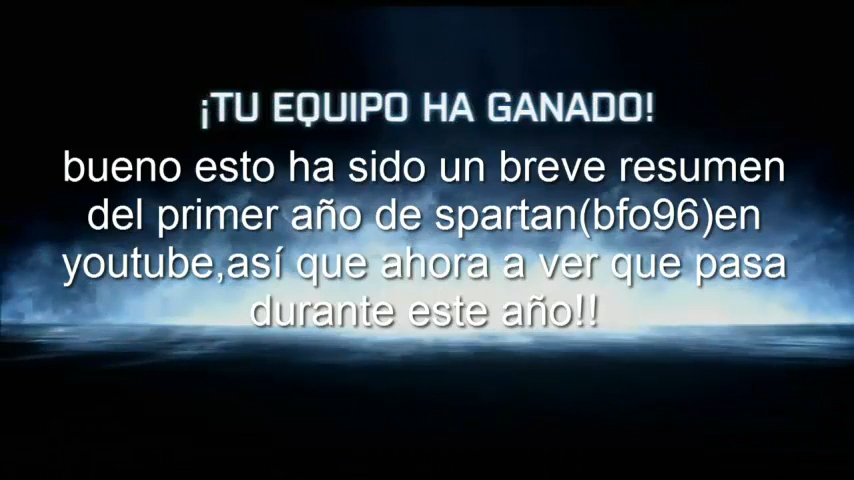 ¡TU EQUIPO HA GANADO!
bueno esto ha sido un breve resumen
del primer año de spartan(bfo96)en
youtube,así que ahora a ver que pasa
durante este año!!